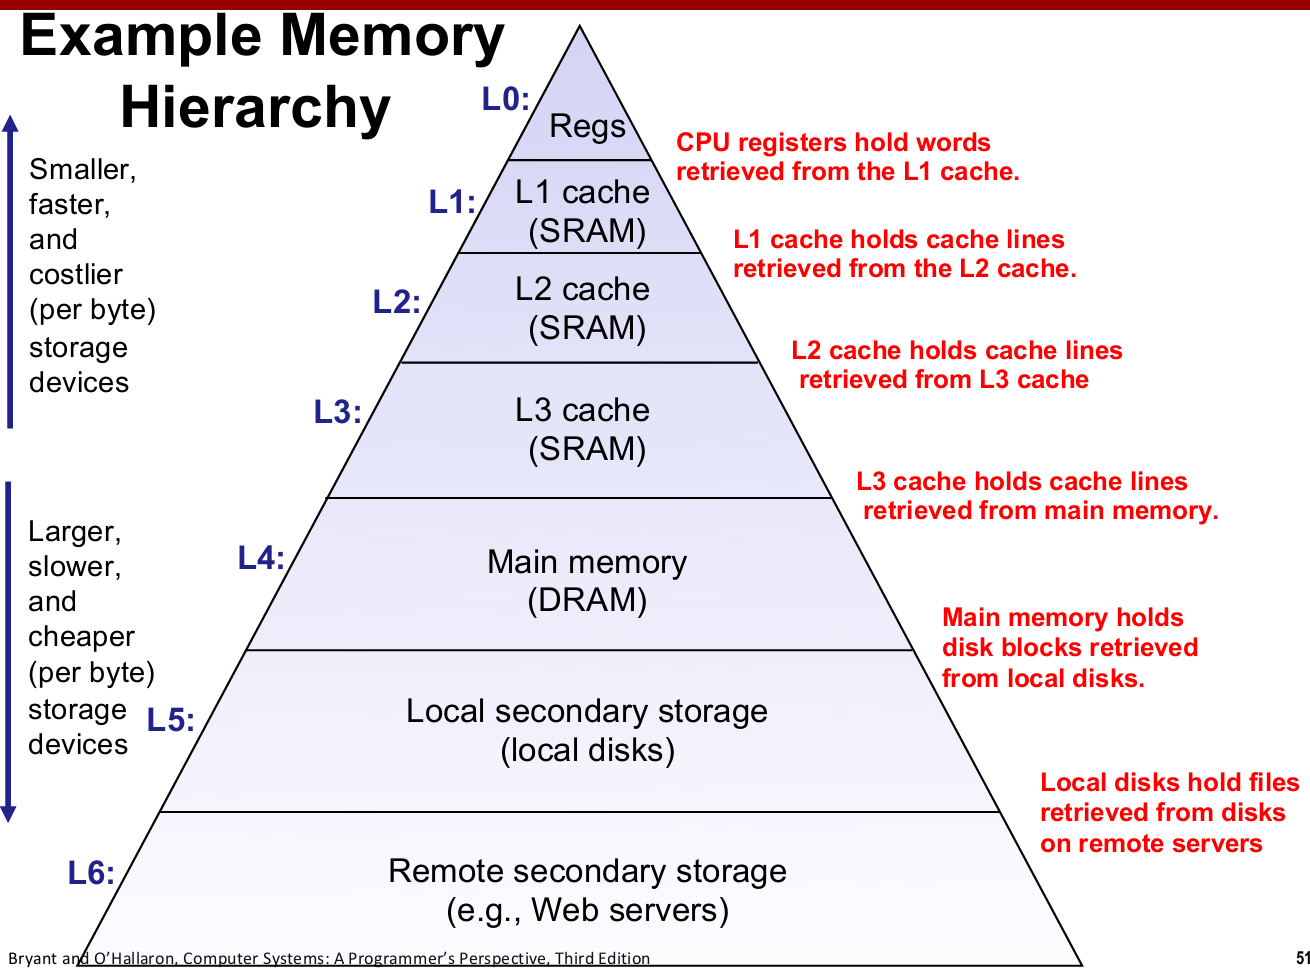 Example Memory
Hierarchy
Smaller,
faster,
and
costlier
(per byte)
storage
devices
Larger,
slower,
and
cheaper
(per byte)
storage
devices
L0:
Regs
CPU registers hold words
retrieved from the L1 cache.
L1:
L1 cache
(SRAM)
L1 cache holds cache lines
retrieved from the L2 cache.
L2:
L2 cache
(SRAM)
L2 cache holds cache lines
retrieved from L3 cache
L3:
L3 cache
(SRAM)
L3 cache holds cache lines
retrieved from main memory.
L4:
Main memory
(DRAM)
Main memory holds
disk blocks retrieved
from local disks.
L5:
Local secondary storage
(local disks)
Local disks hold files
retrieved from disks
on remote servers
L6:
Remote secondary storage
(e.g., Web servers)
Bryant and O’Hallaron, Computer Systems: A Programmer’s Perspective, Third Edition
51